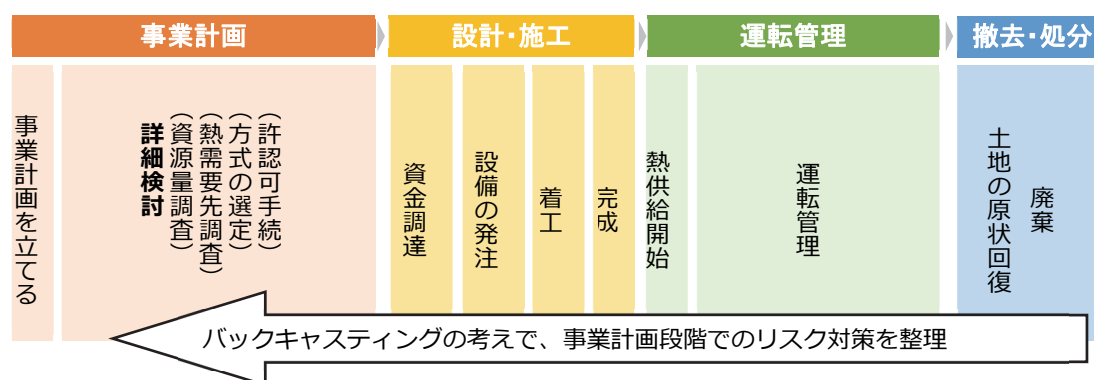 事業計画
設計・施工
運転管理
撤去・処分
事業計画を立てる
詳細検討
（資源量調査）
（熱需要先調査）
（方式の選定）
（許認可手続）
資金調達
設備の発注
着工
完成
熱供給開始
運転管理
土地の原状回復
廃棄
バックキャスティングの考えで、事業計画段階でのリスク対策を整理